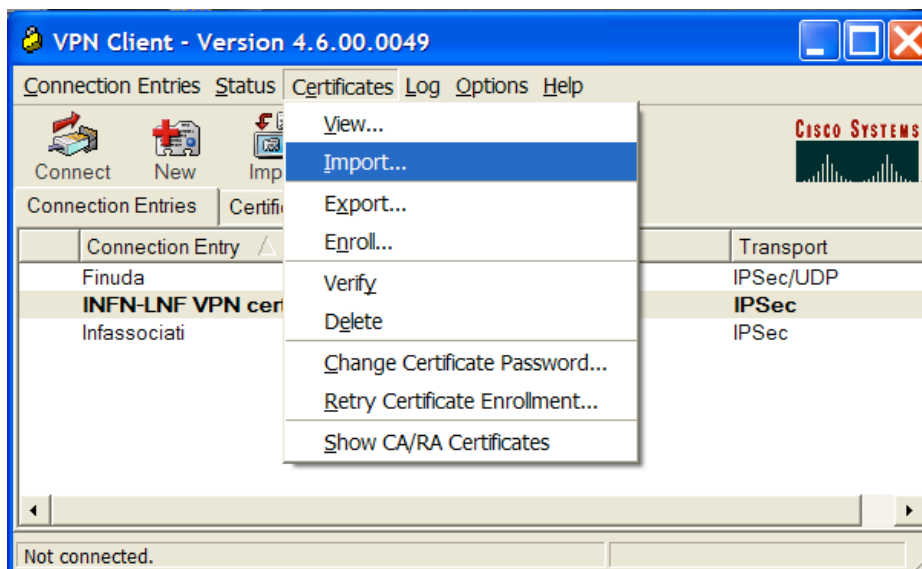 VPN Client - Version 4.6.00.0049
Connection Entries Status Certificates Log Options Help
View...
Import...
Export...
Enroll...
Verify
Delete
Change Certificate Password...
Retry Certificate Enrollment...
Show CA/RA Certificates
CISCO SYSTEMS
Connect New Imp
Connection Entries Certifi
Connection Entry Transport
Finuda IPSec/UDP
INFN-LNF VPN cert IPSec
Infassociati IPSec
Not connected.